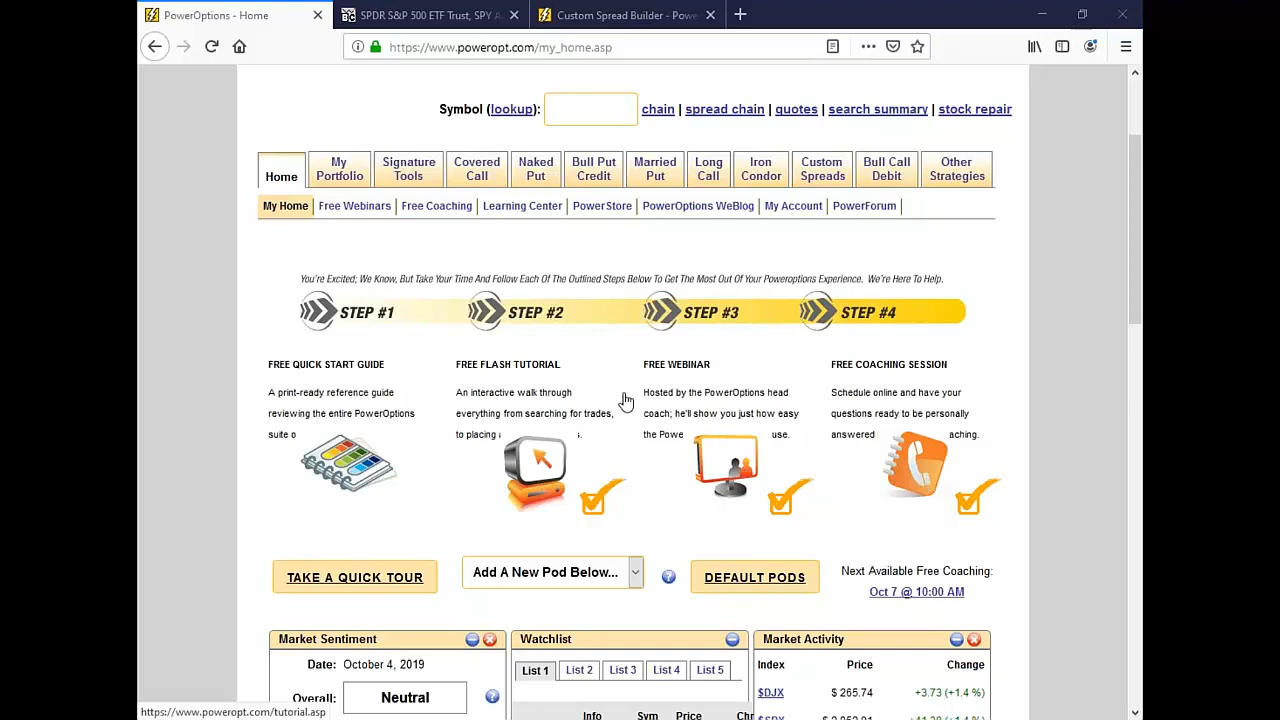 PowerOptions - Home
SPDR S&P 500 ETF Trust, SPY A
Custom Spread Builder - Powe
https://www.poweropt.com/my_home.asp
Symbol (lookup): chain | spread chain | quotes | search summary | stock repair
Home
My Portfolio
Signature Tools
Covered Call
Naked Put
Bull Put Credit
Married Put
Long Call
Iron Condor
Custom Spreads
Bull Call Debit
Other Strategies
My Home | Free Webinars | Free Coaching | Learning Center | PowerStore | PowerOptions WeBlog | My Account | PowerForum |
You're Excited; We Know, But Take Your Time And Follow Each Of The Outlined Steps Below To Get The Most Out Of Your Poweroptions Experience. We're Here To Help.
STEP #1 STEP #2 STEP #3 STEP #4
FREE QUICK START GUIDE
A print-ready reference guide
reviewing the entire PowerOptions
suite o
FREE FLASH TUTORIAL
An interactive walk through
everything from searching for trades,
to placing
s.
FREE WEBINAR
Hosted by the PowerOptions head
coach; he'll show you just how easy
the Powe
use.
FREE COACHING SESSION
Schedule online and have your
questions ready to be personally
answered
aching.
TAKE A QUICK TOUR
Add A New Pod Below...
DEFAULT PODS
Next Available Free Coaching:
Oct 7 @ 10:00 AM
Market Sentiment
Date: October 4, 2019
Overall: Neutral
Watchlist
List 1 List 2 List 3 List 4 List 5
Info Sym Price Chr
Market Activity
Index Price Change
$DJX $ 265.74 +3.73 (+1.4 %)
https://www.poweropt.com/tutorial.asp